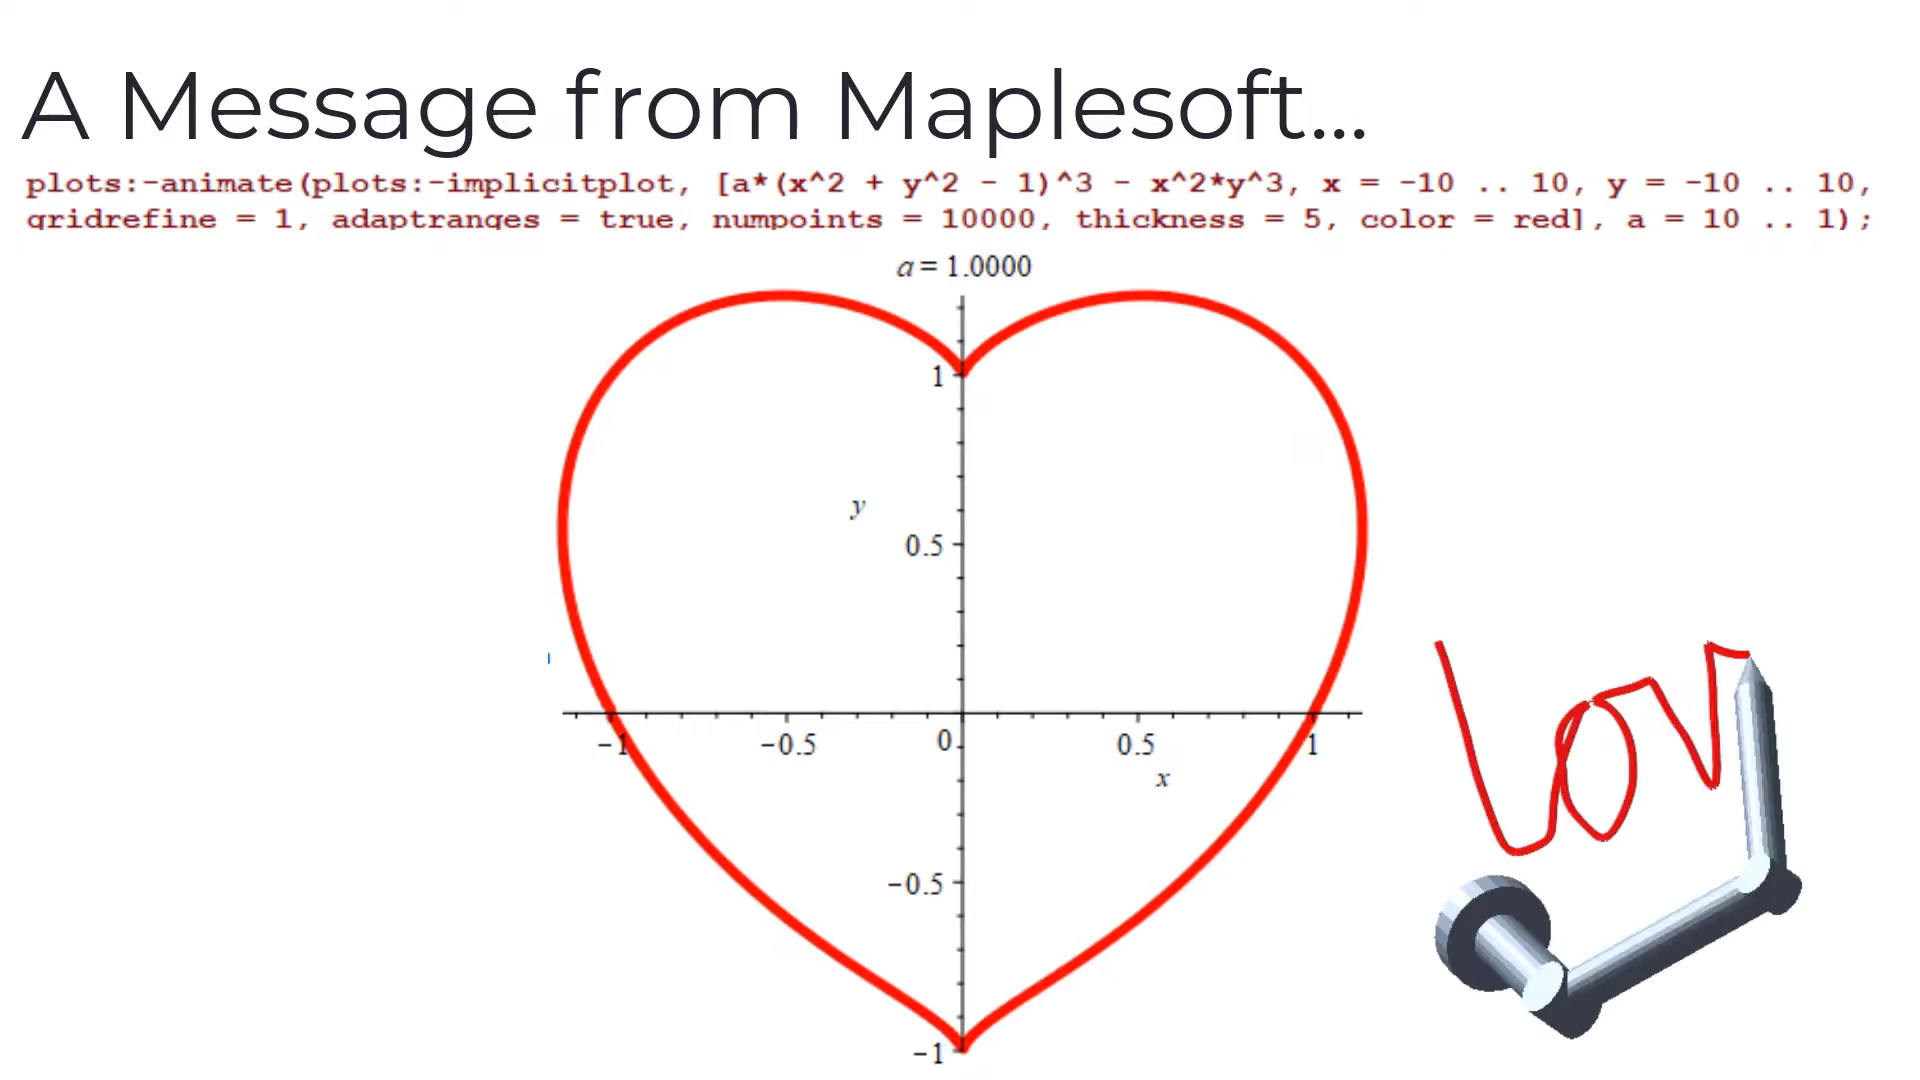 A Message from Maplesoft...
plots:-animate(plots:-implicitplot, [a*(x^2 + y^2 - 1)^3 - x^2*y^3, x = -10 .. 10, y = -10 .. 10,
gridrefine = 1, adaptranges = true, numpoints = 10000, thickness = 5, color = red], a = 10 .. 1);
a = 1.0000
1
y
0.5
−1 −0.5 0 0.5 1
x
−0.5
−1
Lov